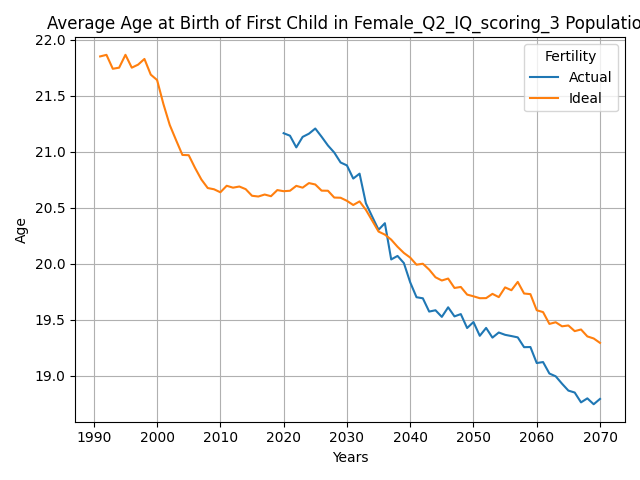 Average Age at Birth of First Child in Female_Q2_IQ_scoring_3 Populatio
22.0
21.5
21.0
20.5
20.0
19.5
19.0
Age
Fertility
Actual
Ideal
1990 2000 2010 2020 2030 2040 2050 2060 2070
Years